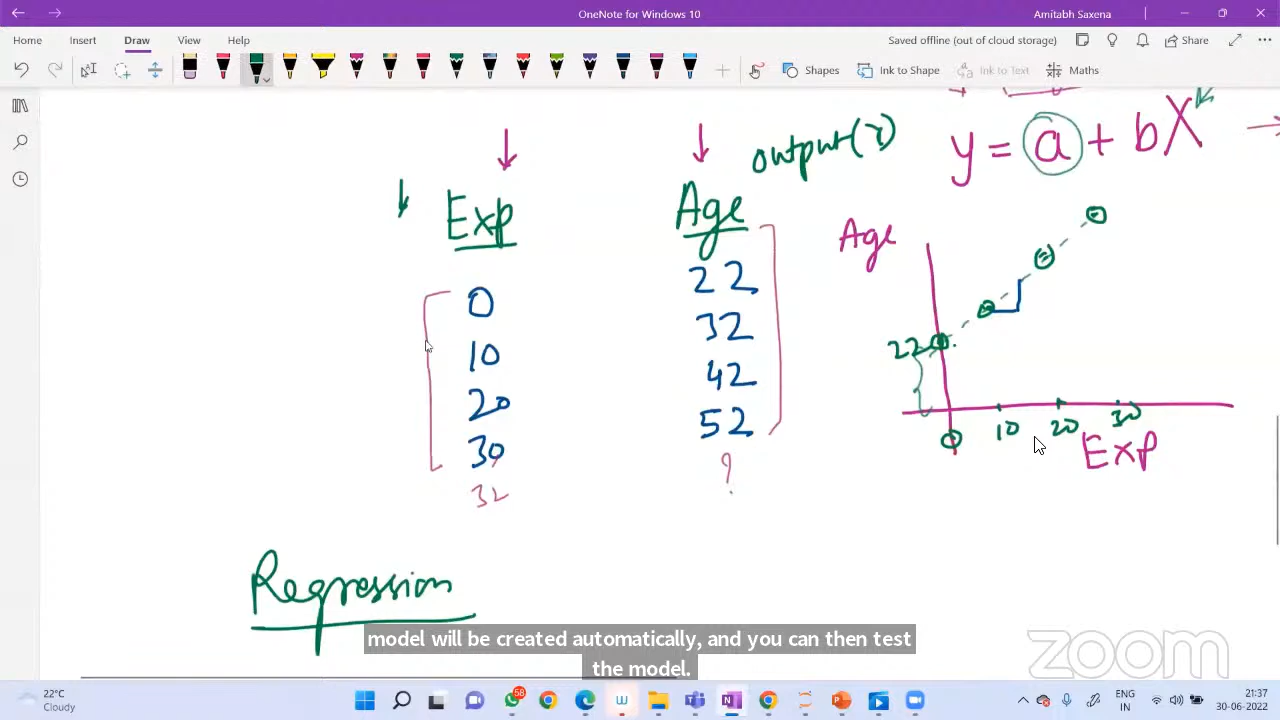 OneNote for Windows 10
Amitabh Saxena
Home Insert Draw View Help
Saved offline (out of cloud storage)
Share
Shapes
Ink to Shape
Ink to Text
Maths
y = a + bX
output(Y)
Exp Age
0 22
10 32
20 42
30 52
32 ?
Age
22
0 10 20 30
Exp
Regression
model will be created automatically, and you can then test
the model.
zoom
22°C
Cloudy
58
ENG
IN
21:37
30-06-2022